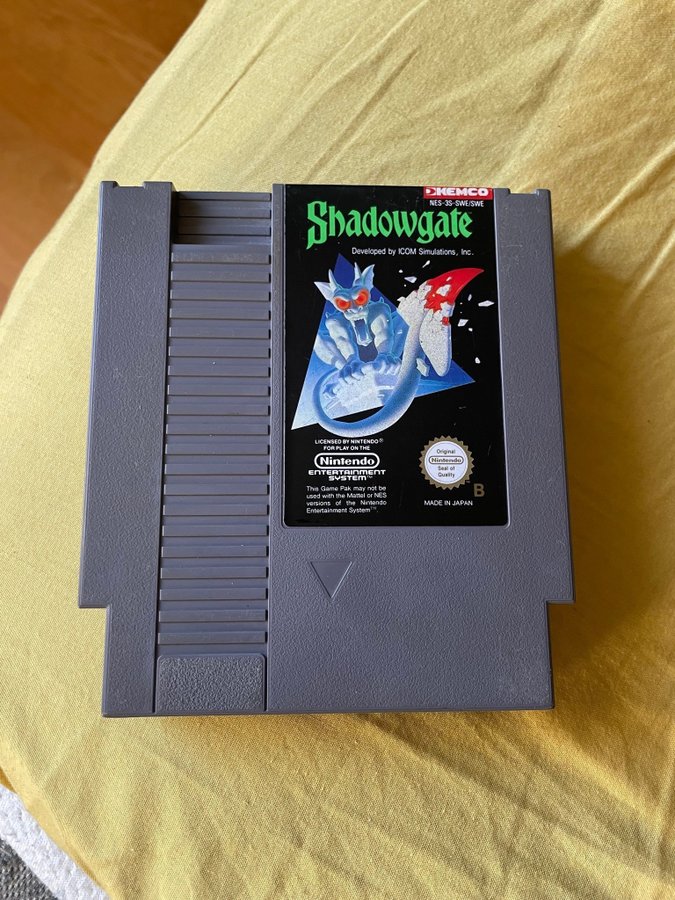 KEMCO
NES-3S-SWE/SWE
Shadowgate
Developed by ICOM Simulations, Inc.
LICENSED BY NINTENDO®
FOR PLAY ON THE
Nintendo
ENTERTAINMENT
SYSTEM™
This Game Pak may not be
used with the Mattel or NES
versions of the Nintendo
Entertainment System™.
Original
Nintendo
Seal of
Quality
B
MADE IN JAPAN